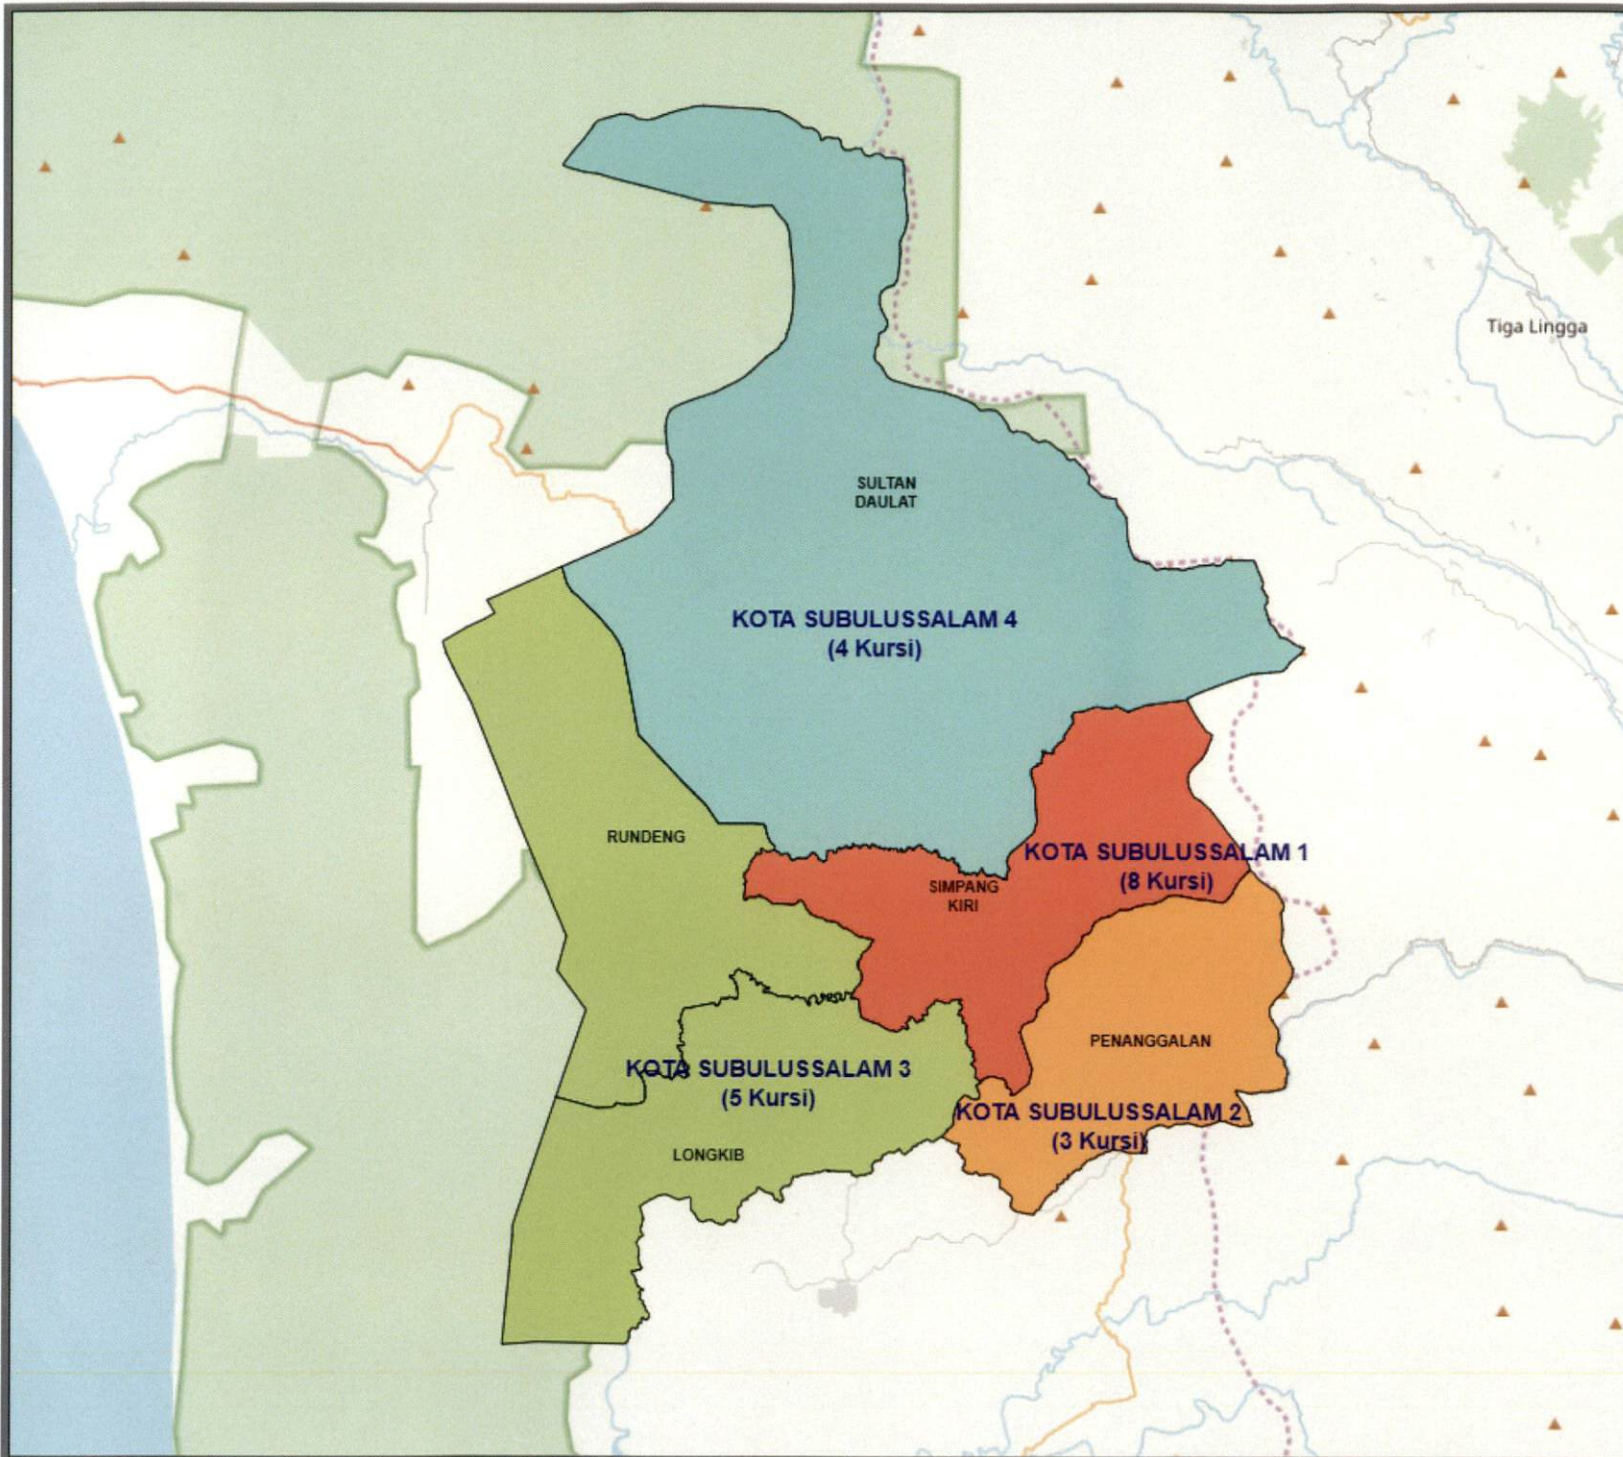 Tiga Lingga
SULTAN
DAULAT
KOTA SUBULUSSALAM 4
(4 Kursi)
RUNDENG
KOTA SUBULUSSALAM 1
(8 Kursi)
SIMPANG
KIRI
PENANGGALAN
KOTA SUBULUSSALAM 3
(5 Kursi)
KOTA SUBULUSSALAM 2
(3 Kursi)
LONGKIB